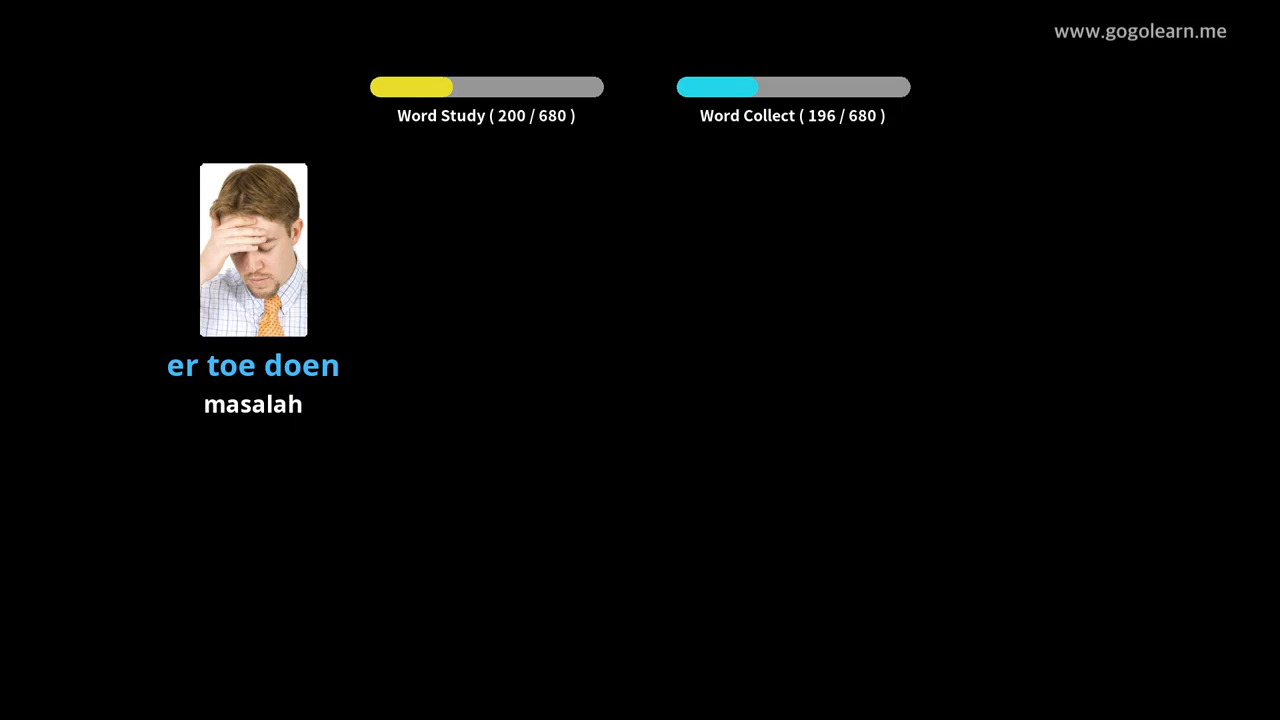 www.gogolearn.me
Word Study ( 200 / 680 )
Word Collect ( 196 / 680 )
er toe doen
masalah